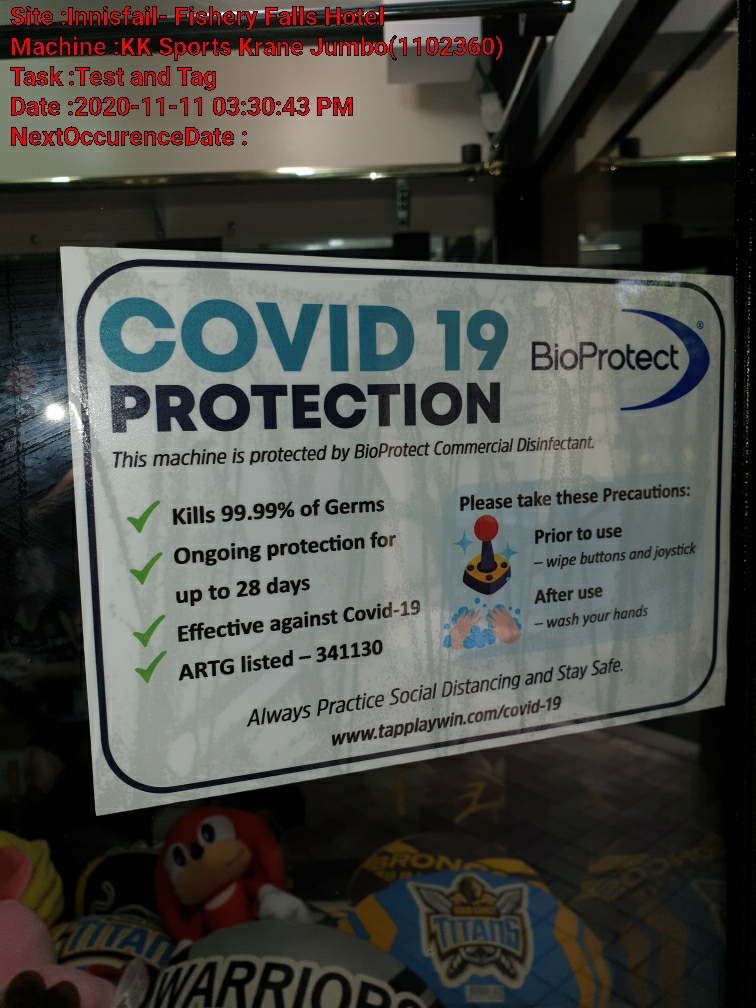 Site :Innisfail- Fishery Falls Hotel
Machine :KK Sports Krane Jumbo(1102360)
Task :Test and Tag
Date :2020-11-11 03:30:43 PM
NextOccurenceDate :
COVID 19
PROTECTION
BioProtect®
This machine is protected by BioProtect Commercial Disinfectant.
Kills 99.99% of Germs
Ongoing protection for
up to 28 days
Effective against Covid-19
ARTG listed – 341130
Please take these Precautions:
Prior to use
– wipe buttons and joystick
After use
– wash your hands
Always Practice Social Distancing and Stay Safe.
www.tapplaywin.com/covid-19
BRONCOS
TITANS
TITANS
WARRIORS